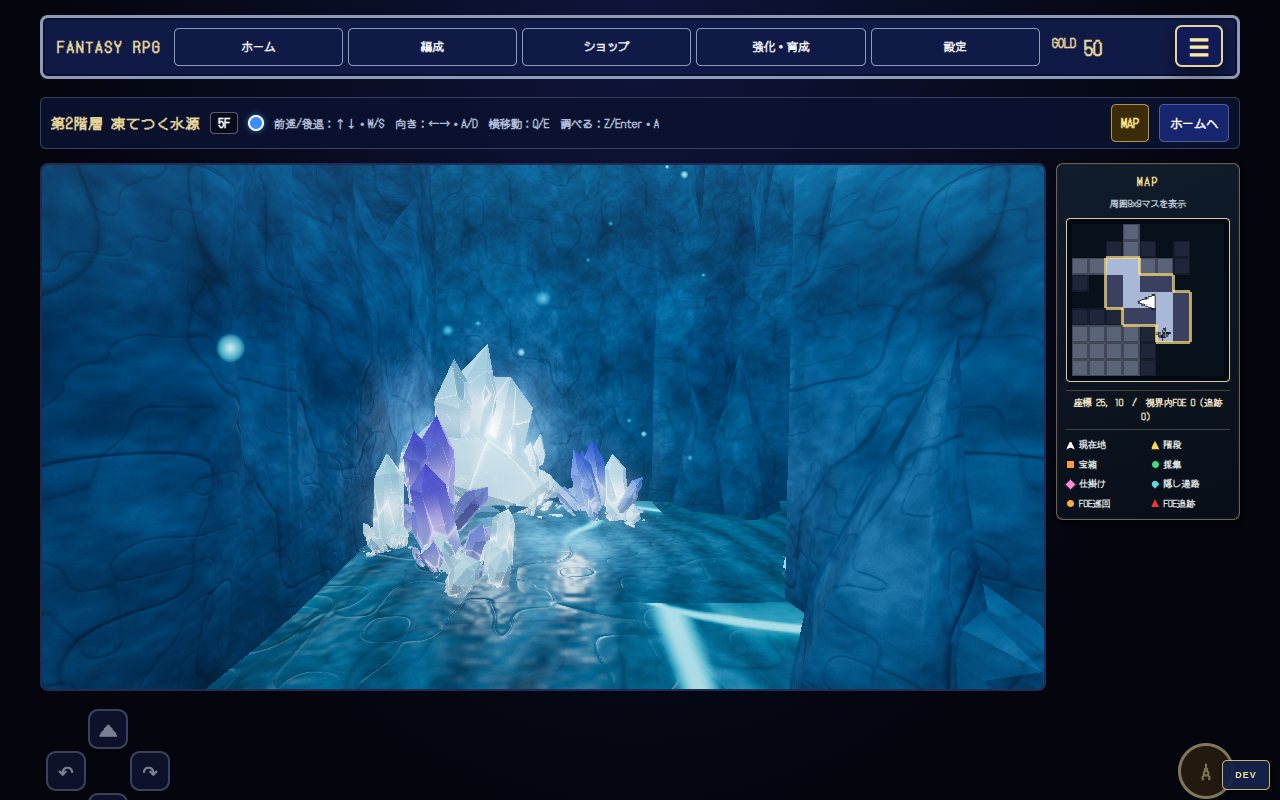 FANTASY RPG
ホーム
編成
ショップ
強化・育成
設定
GOLD 50
第2階層 凍てつく水源
5F
前進/後退：↑↓・W/S 向き：←→・A/D 横移動：Q/E 調べる：Z/Enter・A
MAP
ホームへ
MAP
周囲9x9マスを表示
座標 25, 10 / 視界内FOE 0（追跡
0）
現在地
階段
宝箱
採集
仕掛け
隠し通路
FOE巡回
FOE追跡
A
DEV